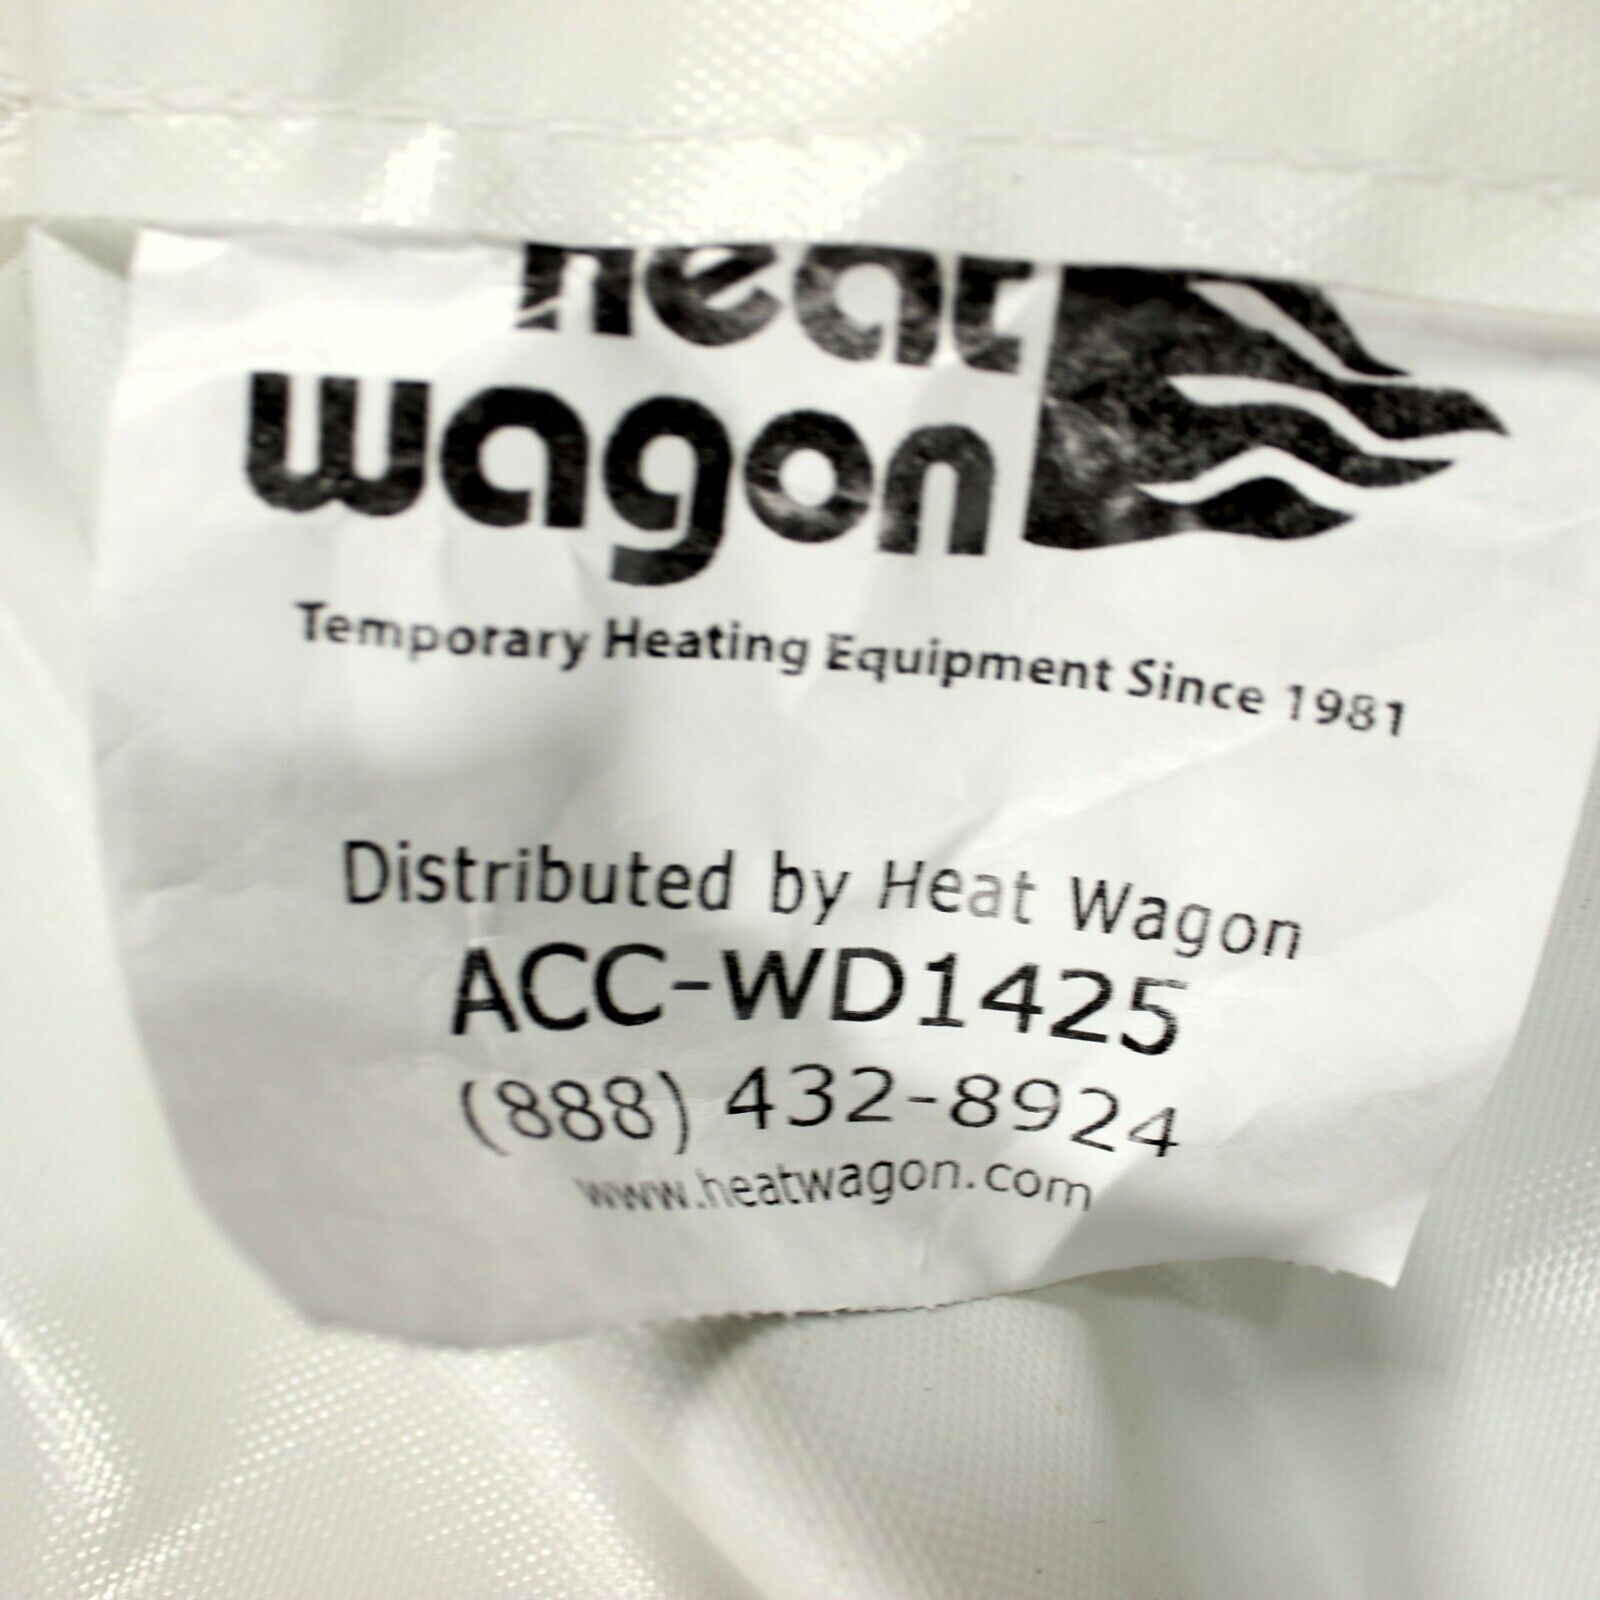 heat
wagon
Temporary Heating Equipment Since 1981
Distributed by Heat Wagon
ACC-WD1425
(888) 432-8924
www.heatwagon.com